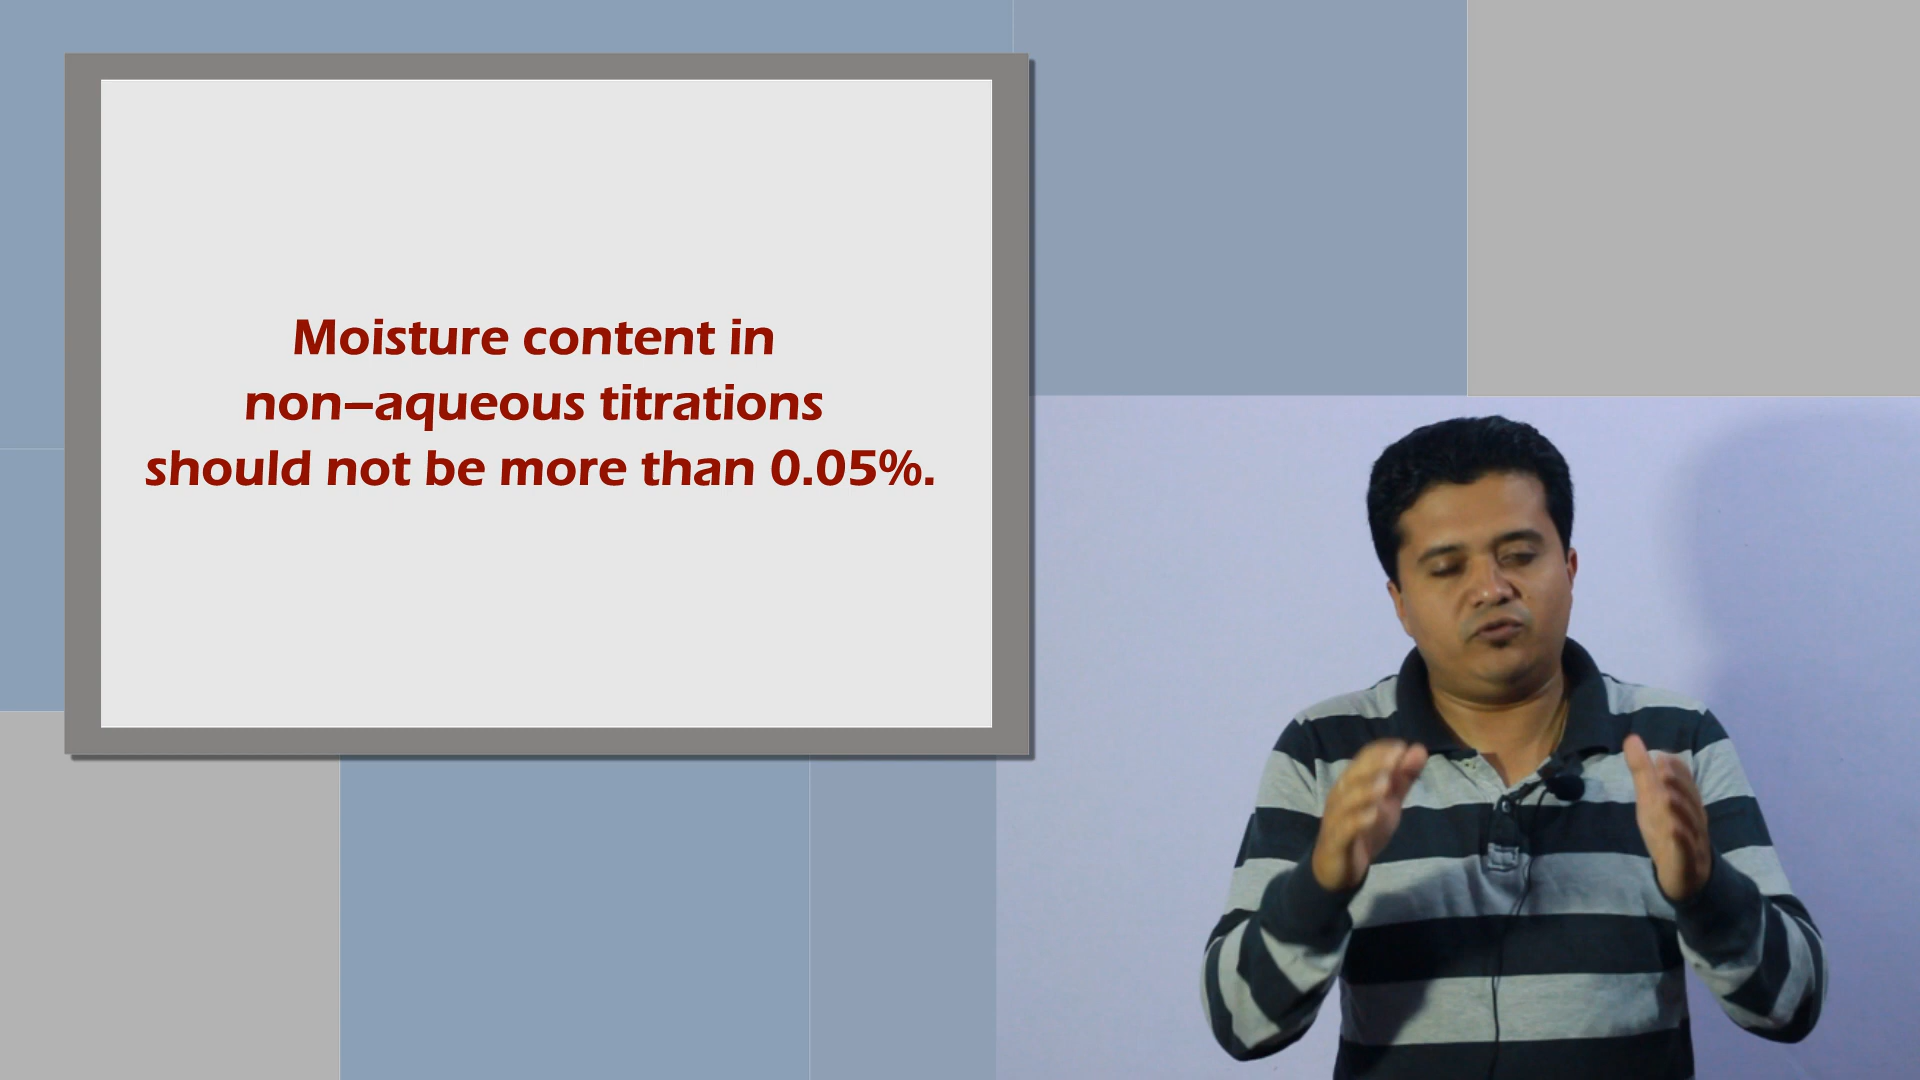 Moisture content in
non–aqueous titrations
should not be more than 0.05%.